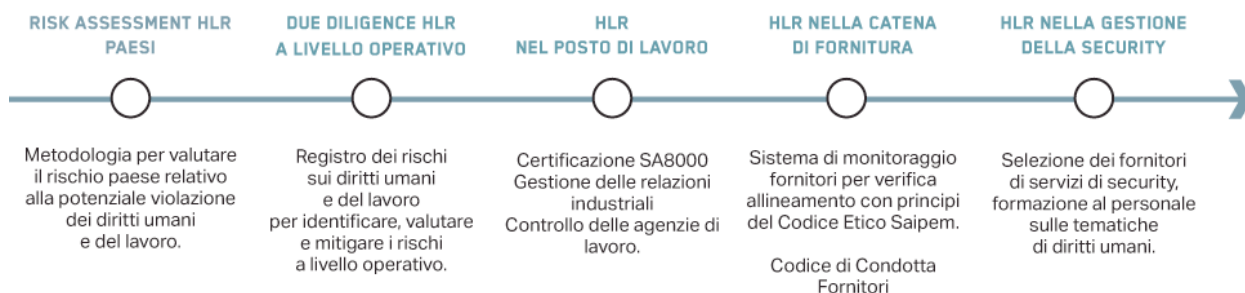 RISK ASSESSMENT HLR
PAESI
Metodologia per valutare
il rischio paese relativo
alla potenziale violazione
dei diritti umani
e del lavoro.
DUE DILIGENCE HLR
A LIVELLO OPERATIVO
Registro dei rischi
sui diritti umani
e del lavoro
per identificare, valutare
e mitigare i rischi
a livello operativo.
HLR
NEL POSTO DI LAVORO
Certificazione SA8000
Gestione delle relazioni
industriali
Controllo delle agenzie di
lavoro.
HLR NELLA CATENA
DI FORNITURA
Sistema di monitoraggio
fornitori per verifica
allineamento con principi
del Codice Etico Saipem.
Codice di Condotta
Fornitori
HLR NELLA GESTIONE
DELLA SECURITY
Selezione dei fornitori
di servizi di security,
formazione al personale
sulle tematiche
di diritti umani.